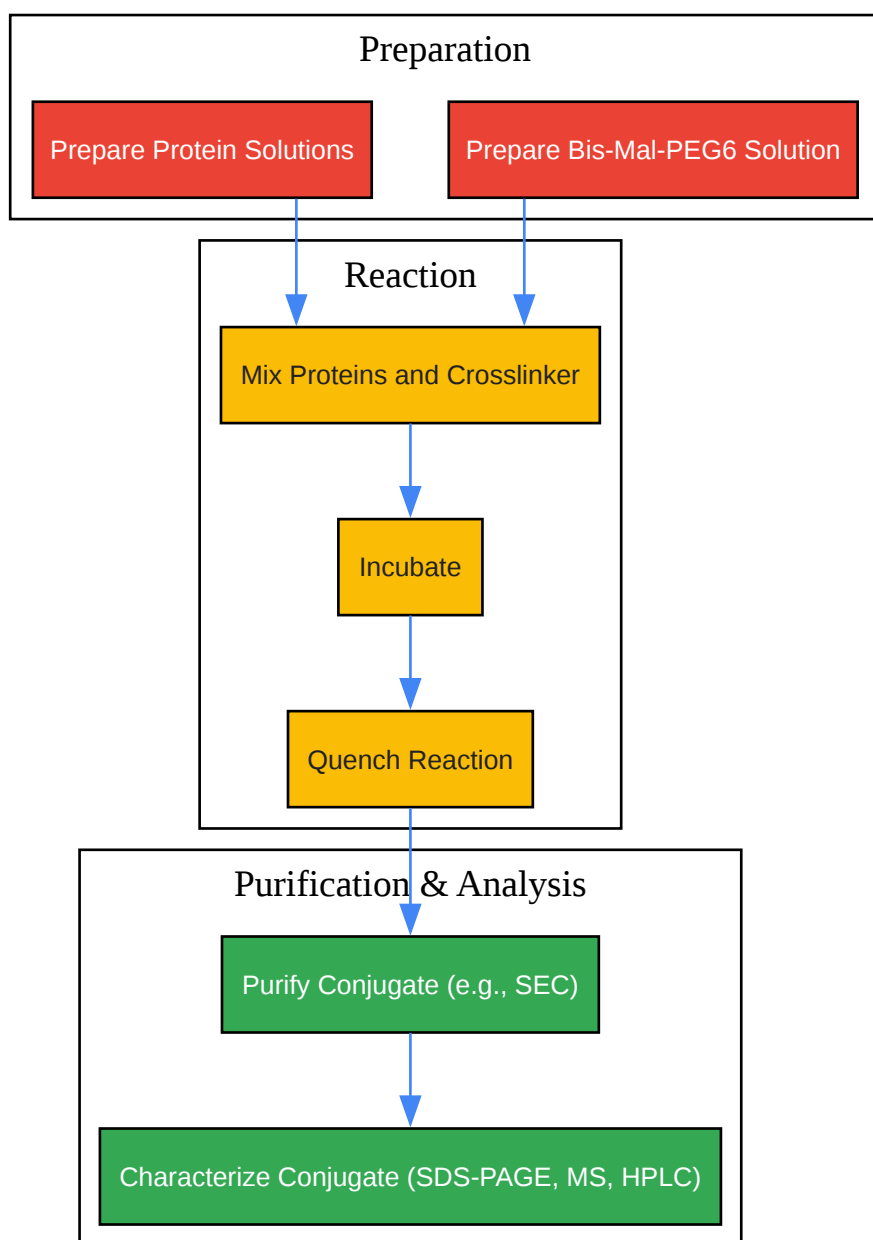 Preparation
Prepare Protein Solutions
Prepare Bis-Mal-PEG6 Solution
Reaction
Mix Proteins and Crosslinker
Incubate
Quench Reaction
Purification & Analysis
Purify Conjugate (e.g., SEC)
Characterize Conjugate (SDS-PAGE, MS, HPLC)